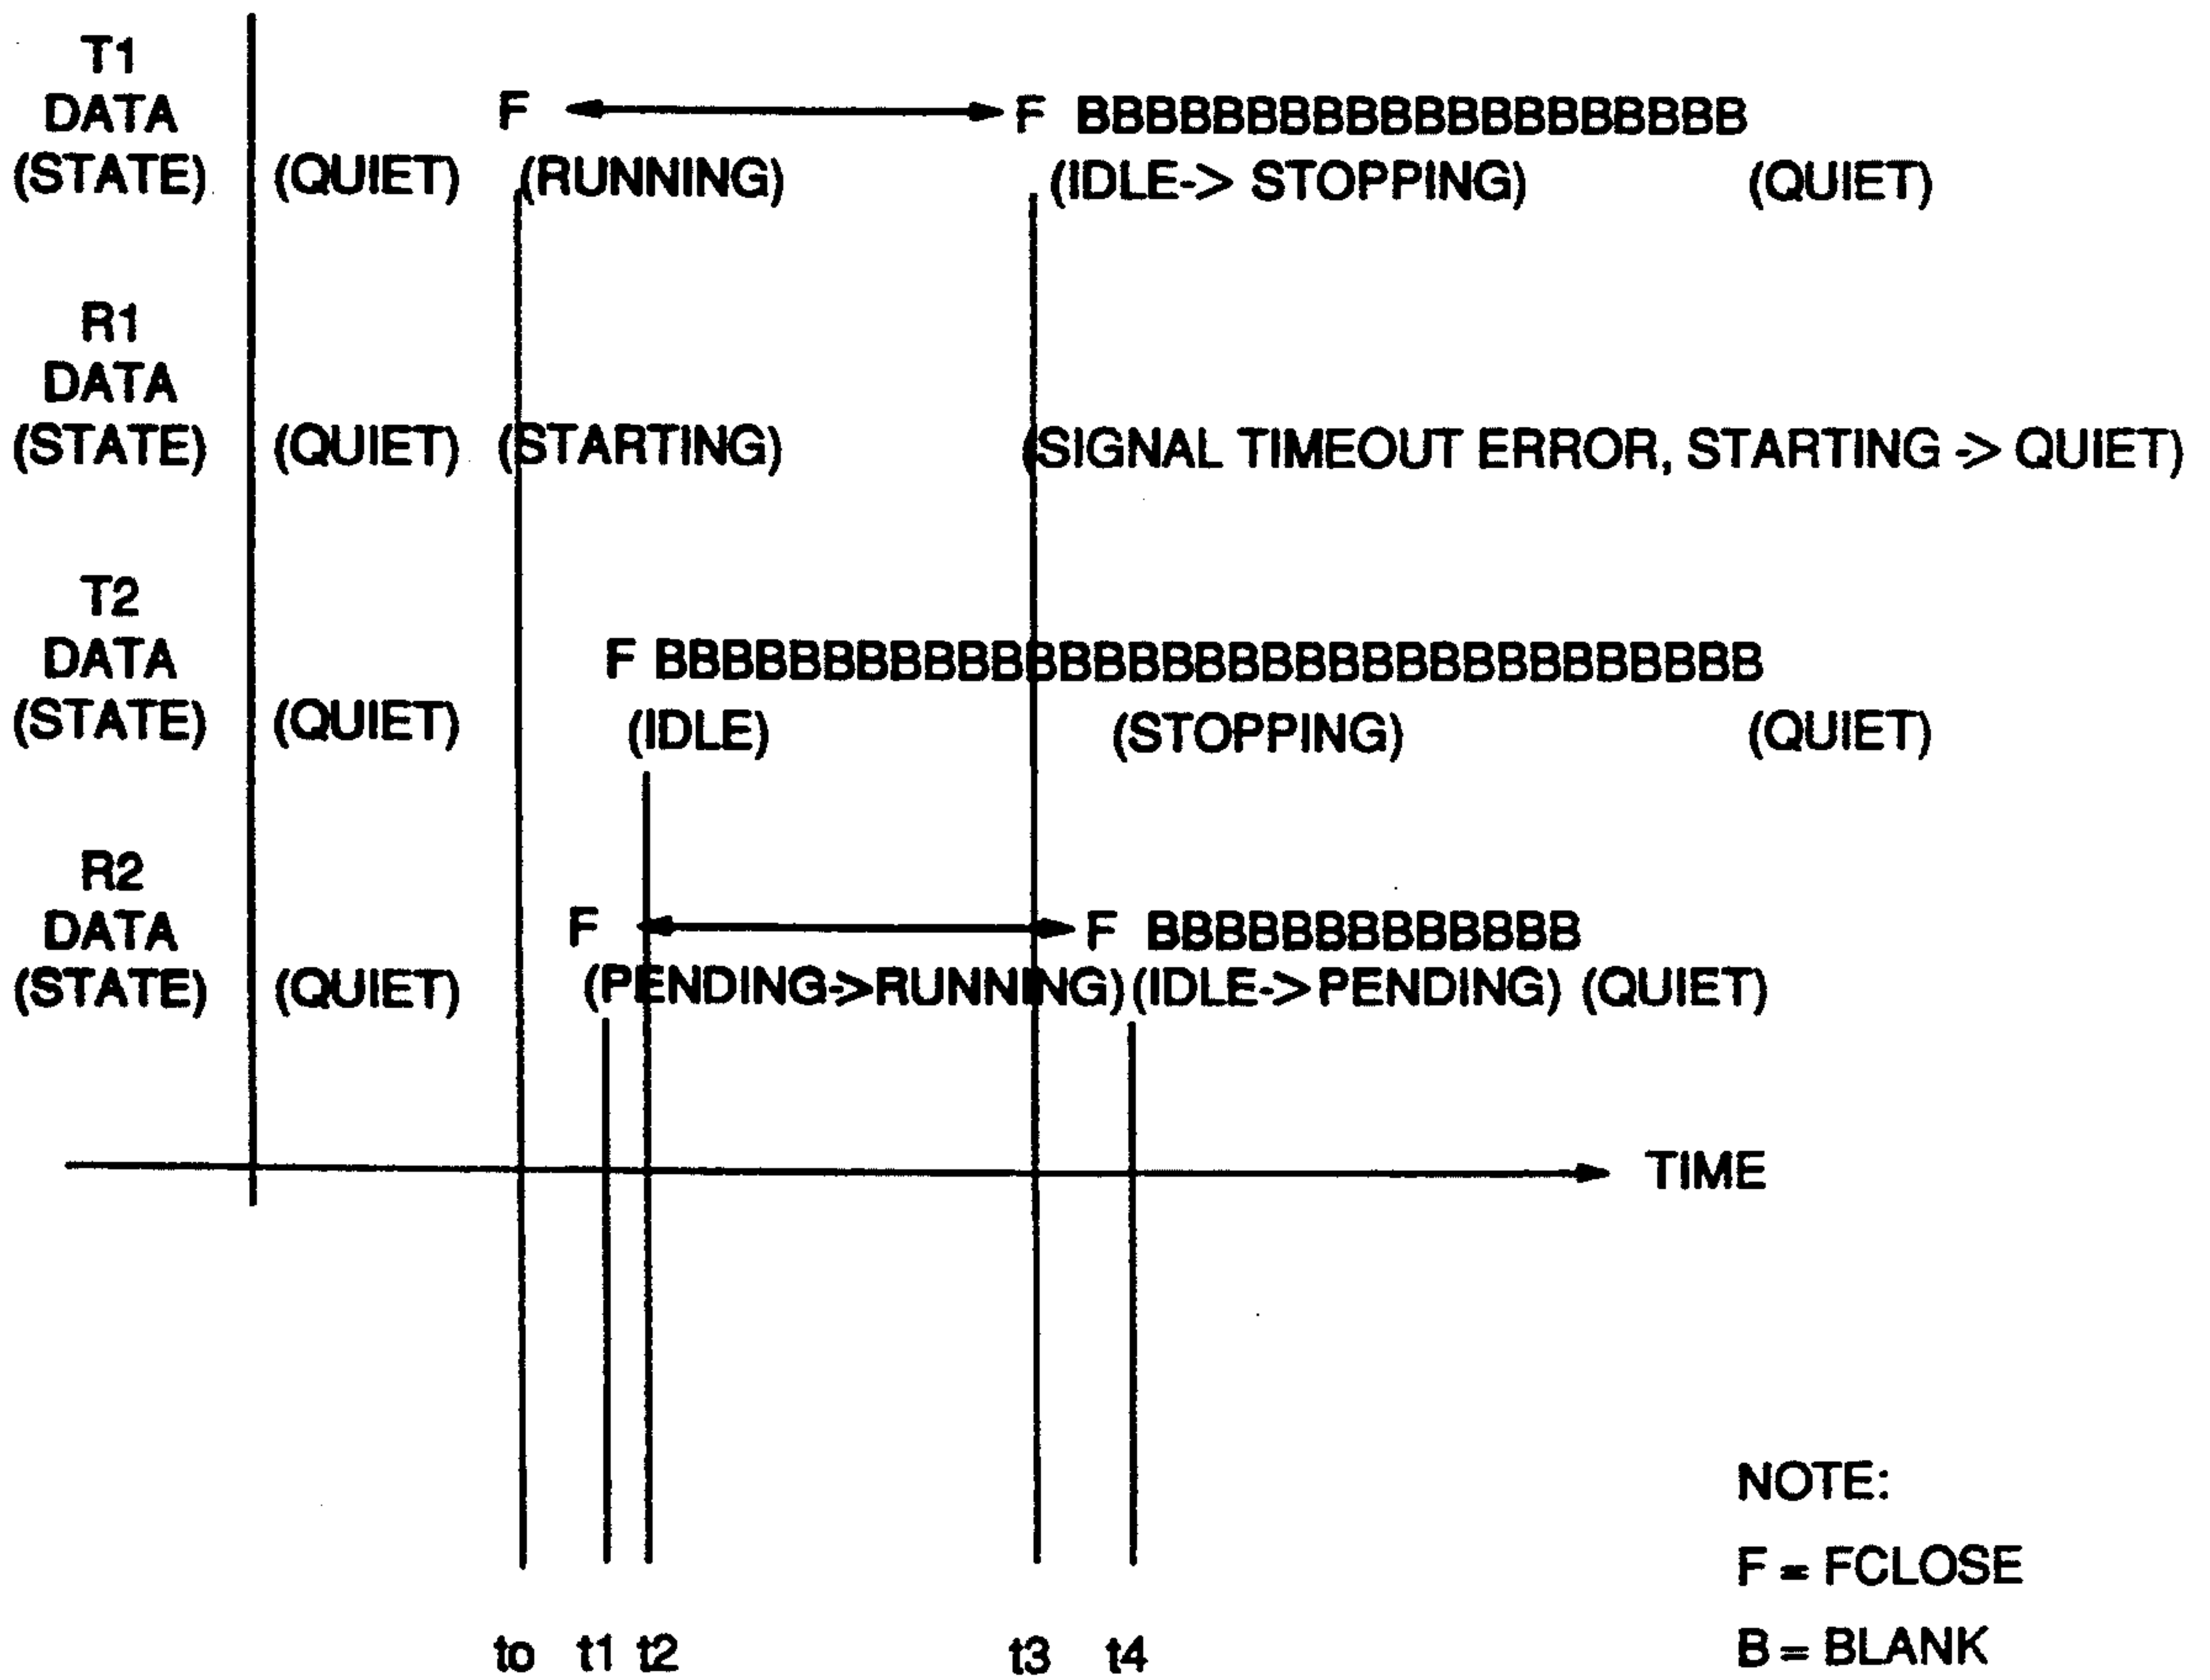 T1
DATA F F BBBBBBBBBBBBBBBBBBBB
(STATE) (QUIET) (RUNNING) (IDLE-> STOPPING) (QUIET)
R1
DATA
(STATE) (QUIET) (STARTING) (SIGNAL TIMEOUT ERROR, STARTING -> QUIET)
T2
DATA F BBBBBBBBBBBBBBBBBBBBBBBBBBBBBBBBB
(STATE) (QUIET) (IDLE) (STOPPING) (QUIET)
R2
DATA F F BBBBBBBBBBBBB
(STATE) (QUIET) (PENDING->RUNNING) (IDLE->PENDING) (QUIET)
TIME
NOTE:
F = FCLOSE
B = BLANK
to t1 t2 t3 t4